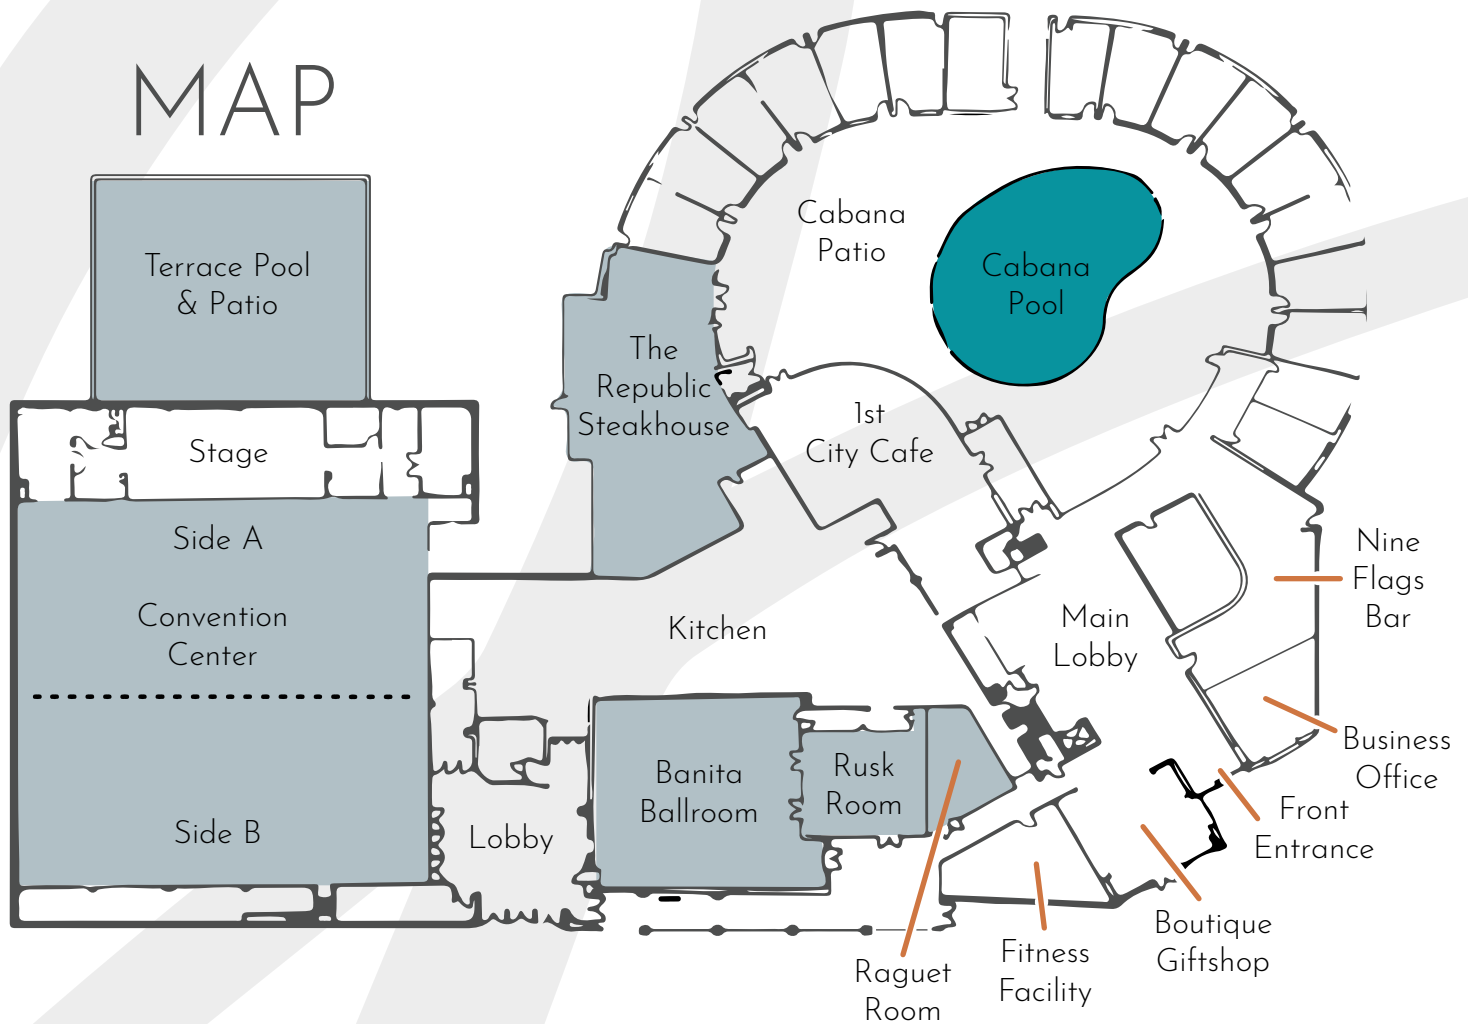 MAP
Terrace Pool
& Patio
Cabana
Patio
Cabana
Pool
The
Republic
Steakhouse
1st
City Cafe
Stage
Side A
Convention
Center
Side B
Kitchen
Lobby
Main
Lobby
Nine
Flags
Bar
Business
Office
Front
Entrance
Banita
Ballroom
Rusk
Room
Boutique
Giftshop
Fitness
Facility
Raguet
Room